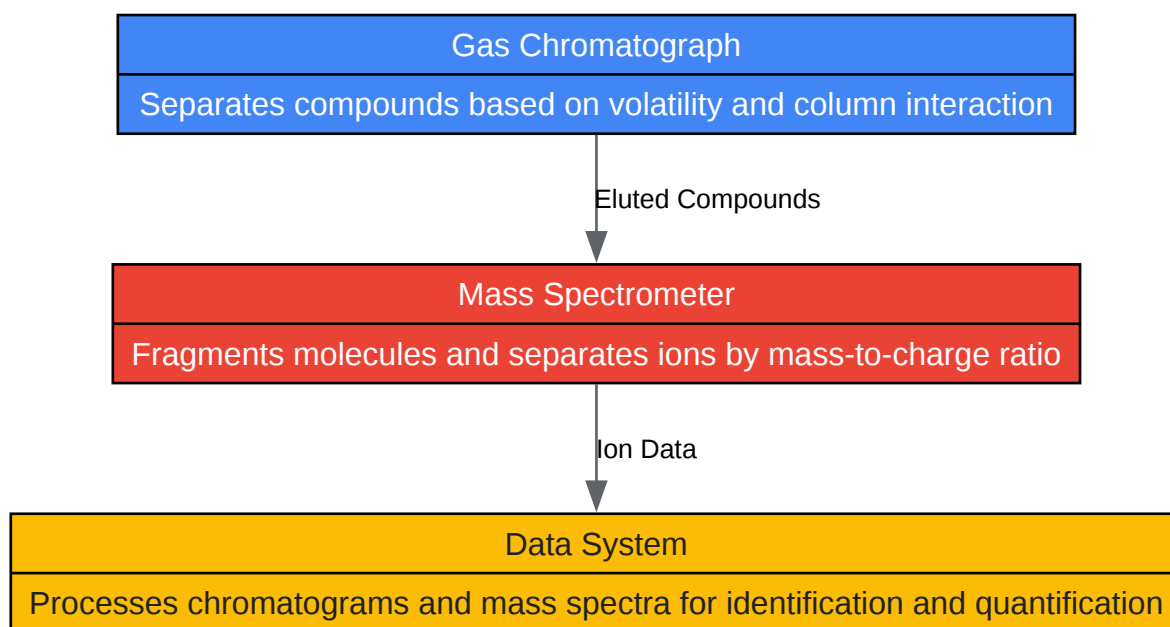 Gas Chromatograph
Separates compounds based on volatility and column interaction
Eluted Compounds
Mass Spectrometer
Fragments molecules and separates ions by mass-to-charge ratio
Ion Data
Data System
Processes chromatograms and mass spectra for identification and quantification